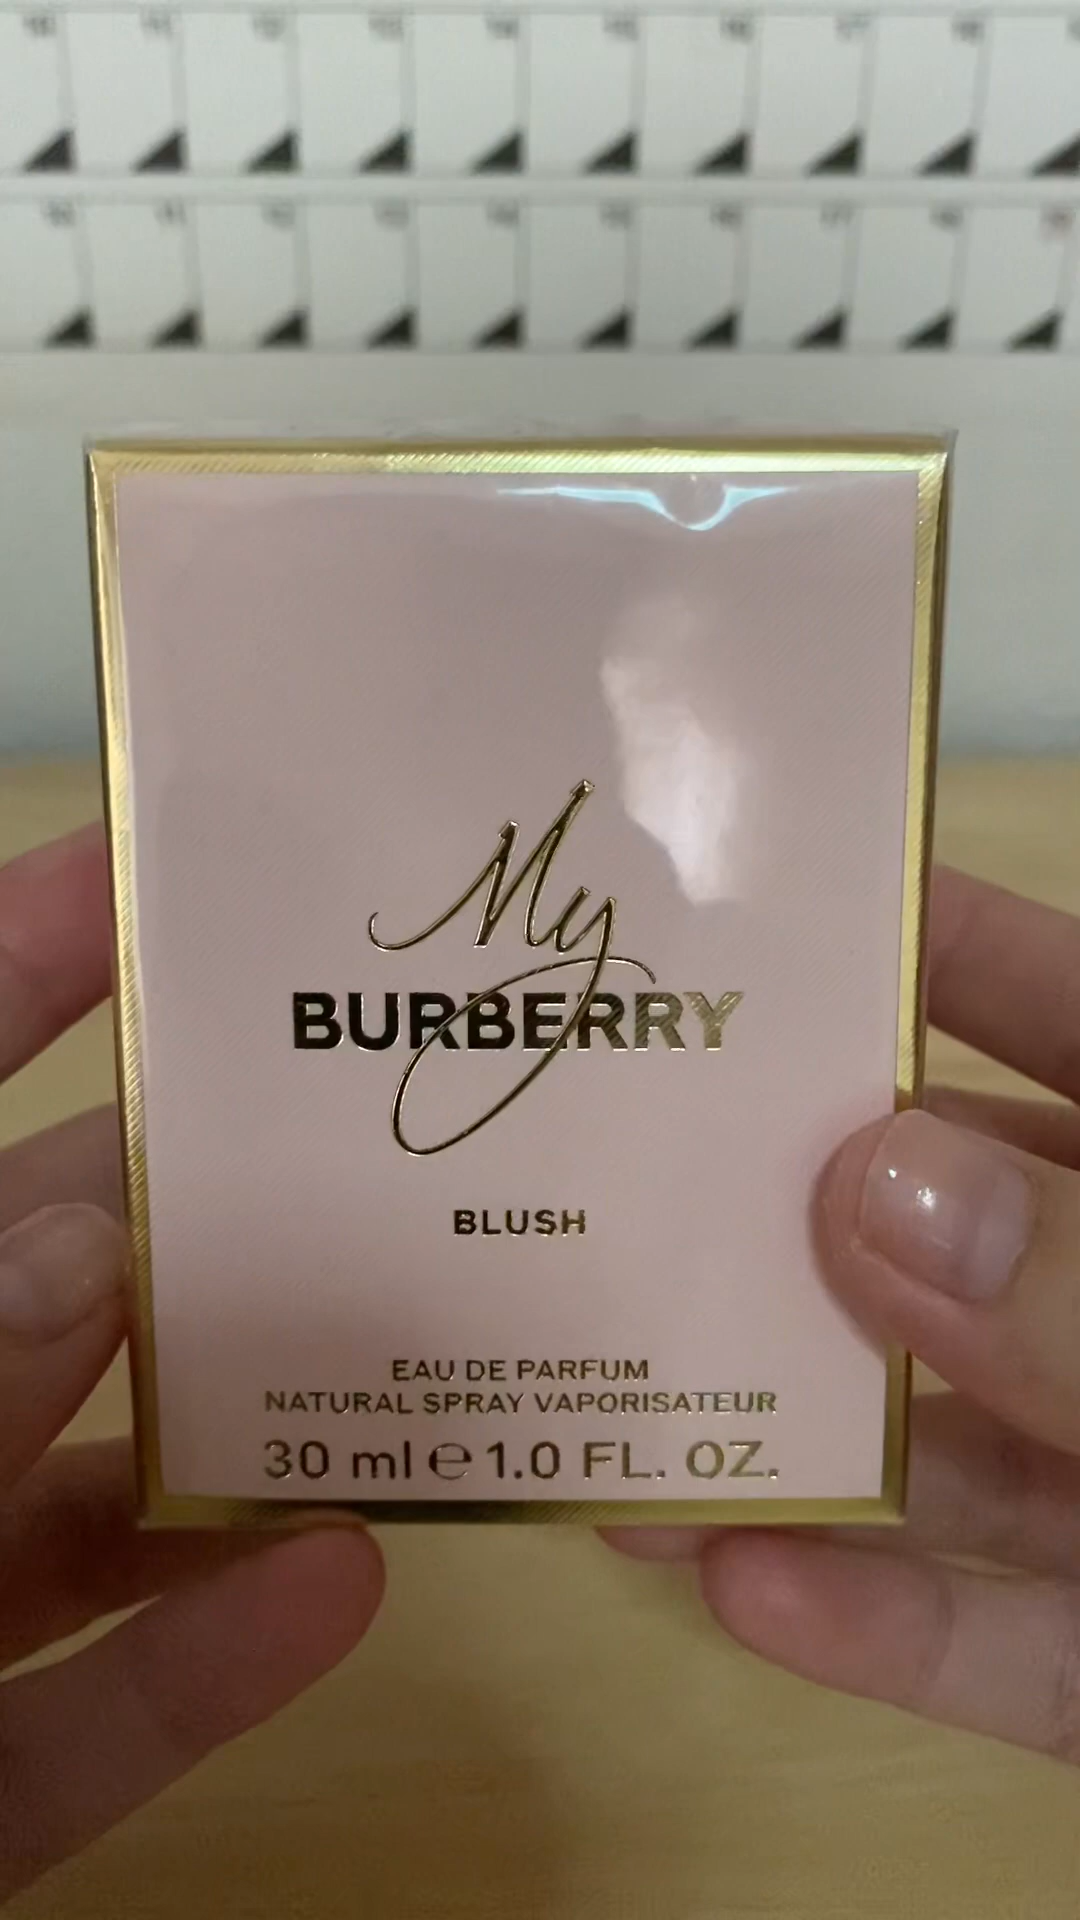 My
BURBERRY
BLUSH
EAU DE PARFUM
NATURAL SPRAY VAPORISATEUR
30 ml ℮ 1.0 FL. OZ.